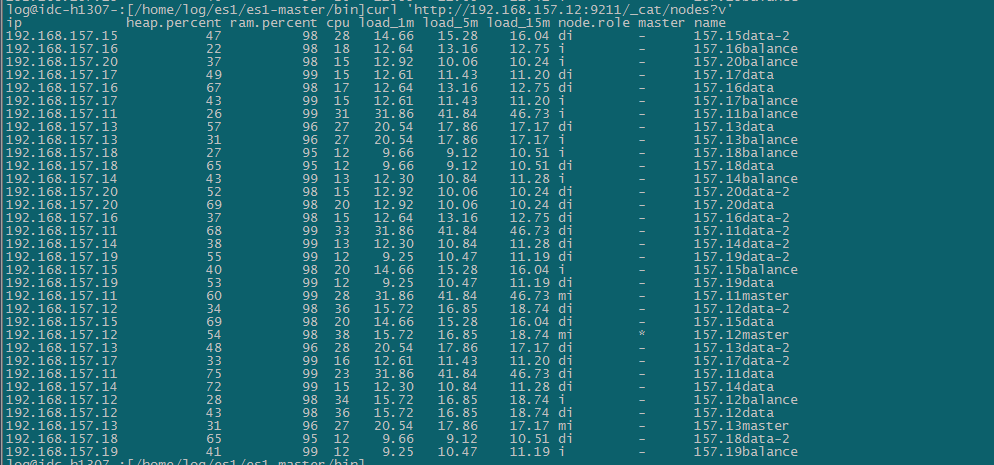 log@idc-h1307-:[/home/log/es1/es1-master/bin]curl 'http://192.168.157.12:9211/_cat/nodes?v'
ip heap.percent ram.percent cpu load_1m load_5m load_15m node.role master name
192.168.157.15 47 98 28 14.66 15.28 16.04 di - 157.15data-2
192.168.157.16 22 98 18 12.64 13.16 12.75 i - 157.16balance
192.168.157.20 37 98 15 12.92 10.06 10.24 i - 157.20balance
192.168.157.17 49 99 15 12.61 11.43 11.20 di - 157.17data
192.168.157.16 67 98 17 12.64 13.16 12.75 di - 157.16data
192.168.157.17 43 99 15 12.61 11.43 11.20 i - 157.17balance
192.168.157.11 26 99 31 31.86 41.84 46.73 i - 157.11balance
192.168.157.13 57 96 27 20.54 17.86 17.17 di - 157.13data
192.168.157.13 31 96 27 20.54 17.86 17.17 i - 157.13balance
192.168.157.18 27 95 12 9.66 9.12 10.51 i - 157.18balance
192.168.157.18 65 95 12 9.66 9.12 10.51 di - 157.18data
192.168.157.14 43 99 13 12.30 10.84 11.28 i - 157.14balance
192.168.157.20 52 98 15 12.92 10.06 10.24 di - 157.20data-2
192.168.157.20 69 98 20 12.92 10.06 10.24 di - 157.20data
192.168.157.16 37 98 15 12.64 13.16 12.75 di - 157.16data-2
192.168.157.11 68 99 33 31.86 41.84 46.73 di - 157.11data-2
192.168.157.14 38 99 13 12.30 10.84 11.28 di - 157.14data-2
192.168.157.19 55 99 12 9.25 10.47 11.19 di - 157.19data-2
192.168.157.15 40 98 20 14.66 15.28 16.04 i - 157.15balance
192.168.157.19 53 99 12 9.25 10.47 11.19 di - 157.19data
192.168.157.11 60 99 28 31.86 41.84 46.73 mi - 157.11master
192.168.157.12 34 98 36 15.72 16.85 18.74 di - 157.12data-2
192.168.157.15 69 98 20 14.66 15.28 16.04 di - 157.15data
192.168.157.12 54 98 38 15.72 16.85 18.74 mi * 157.12master
192.168.157.13 48 96 28 20.54 17.86 17.17 di - 157.13data-2
192.168.157.17 33 99 16 12.61 11.43 11.20 di - 157.17data-2
192.168.157.11 75 99 23 31.86 41.84 46.73 di - 157.11data
192.168.157.14 72 99 15 12.30 10.84 11.28 di - 157.14data
192.168.157.12 28 98 34 15.72 16.85 18.74 i - 157.12balance
192.168.157.12 43 98 36 15.72 16.85 18.74 di - 157.12data
192.168.157.13 31 96 27 20.54 17.86 17.17 mi - 157.13master
192.168.157.18 65 95 12 9.66 9.12 10.51 di - 157.18data-2
192.168.157.19 41 99 12 9.25 10.47 11.19 i - 157.19balance
log@idc-h1307-:[/home/log/es1/es1-master/bin]